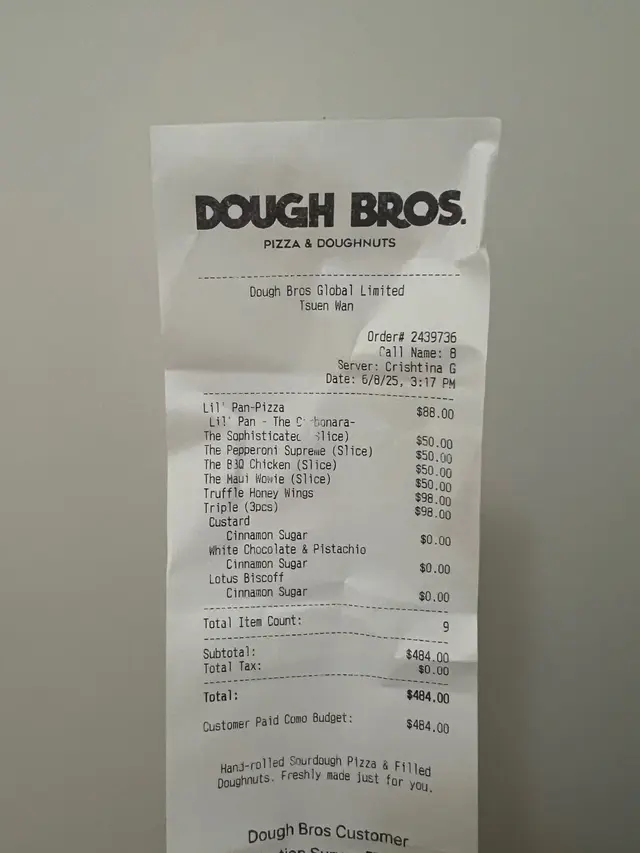 DOUGH BROS.
PIZZA & DOUGHNUTS
Dough Bros Global Limited
Tsuen Wan
Order# 2439736
Call Name: 8
Server: Crishtina G
Date: 6/8/25, 3:17 PM
Lil' Pan-Pizza $88.00
Lil' Pan - The
The Sophisticated $50.00
The Pepperoni Supreme (Slice) $50.00
The BBQ Chicken (Slice) $50.00
The Maui Wowie (Slice) $50.00
Truffle Honey Wings $98.00
Triple (3pcs) $98.00
Custard
Cinnamon Sugar $0.00
White Chocolate & Pistachio
Cinnamon Sugar $0.00
Lotus Biscoff
Cinnamon Sugar $0.00
Total Item Count: 9
Subtotal: $484.00
Total Tax: $0.00
Total: $484.00
Customer Paid Como Budget: $484.00
Hand-rolled Sourdough Pizza & Filled
Doughnuts. Freshly made just for you.
Dough Bros Customer